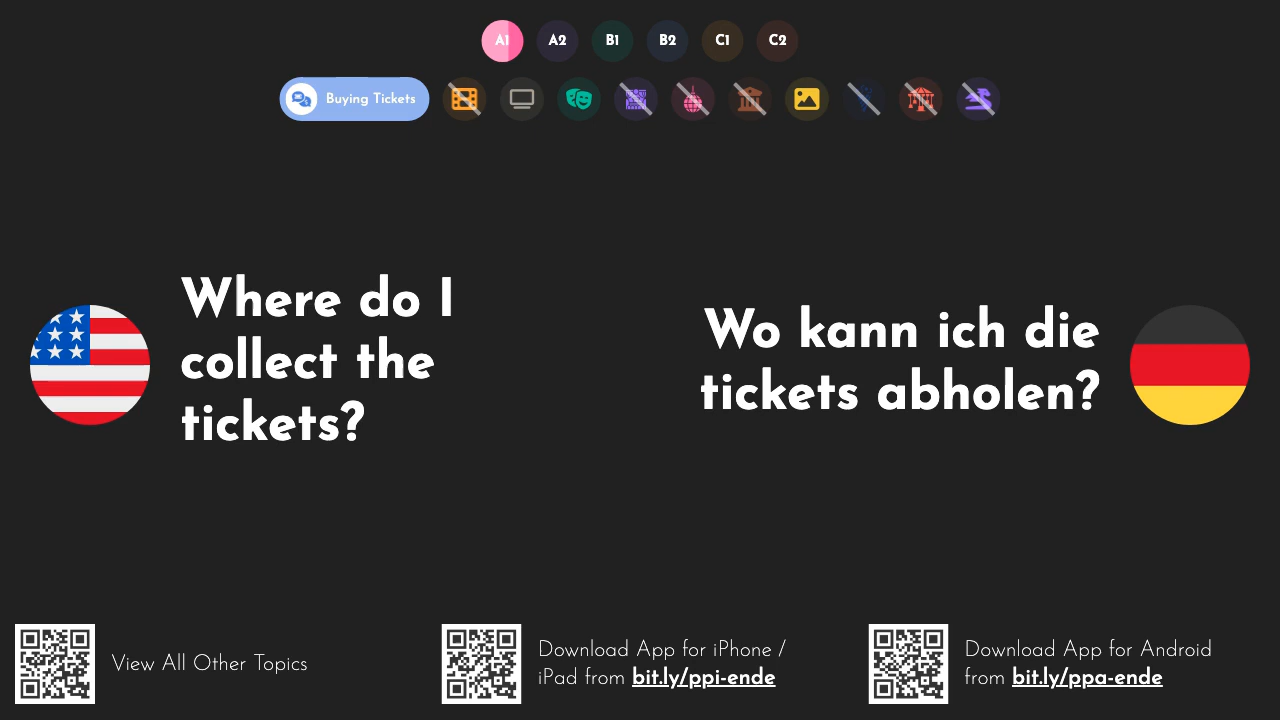 A1 A2 B1 B2 C1 C2
Buying Tickets
Where do I
collect the
tickets?
Wo kann ich die
tickets abholen?
View All Other Topics
Download App for iPhone /
iPad from bit.ly/ppi-ende
Download App for Android
from bit.ly/ppa-ende